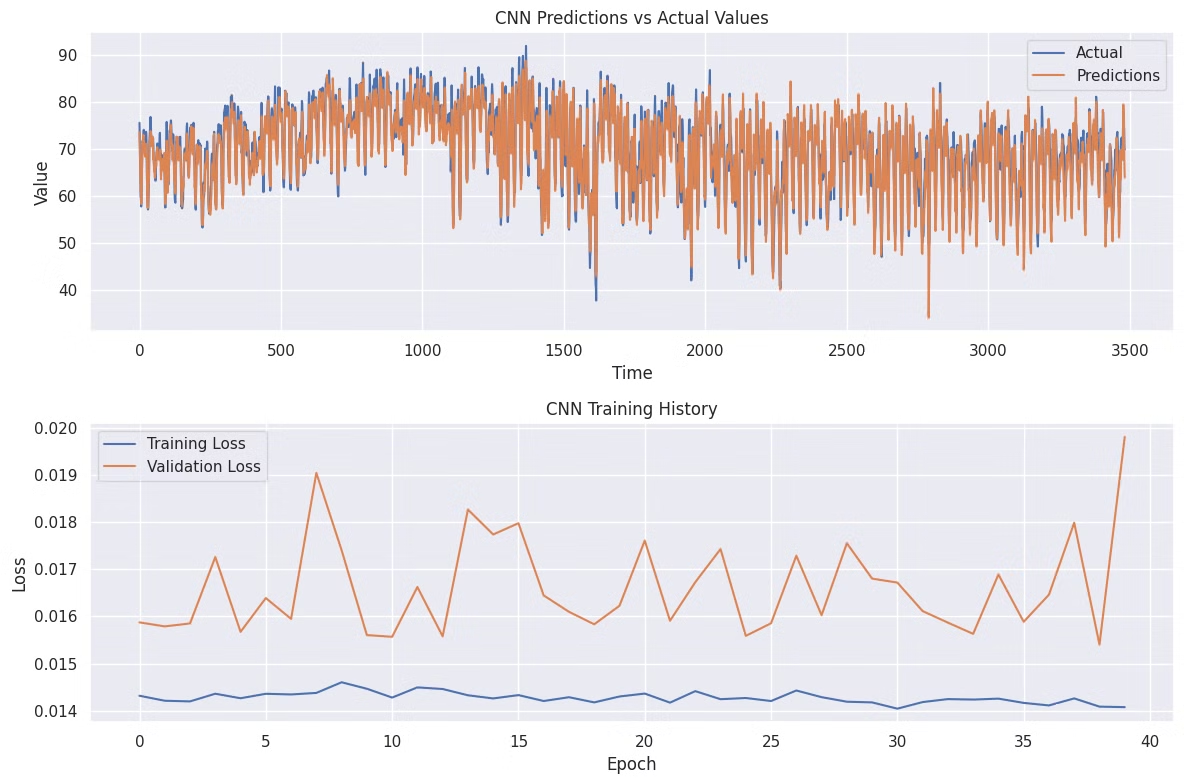 CNN Predictions vs Actual Values
Actual
Predictions
Value
90
80
70
60
50
40
0 500 1000 1500 2000 2500 3000 3500
Time
CNN Training History
Training Loss
Validation Loss
Loss
0.020
0.019
0.018
0.017
0.016
0.015
0.014
0 5 10 15 20 25 30 35 40
Epoch